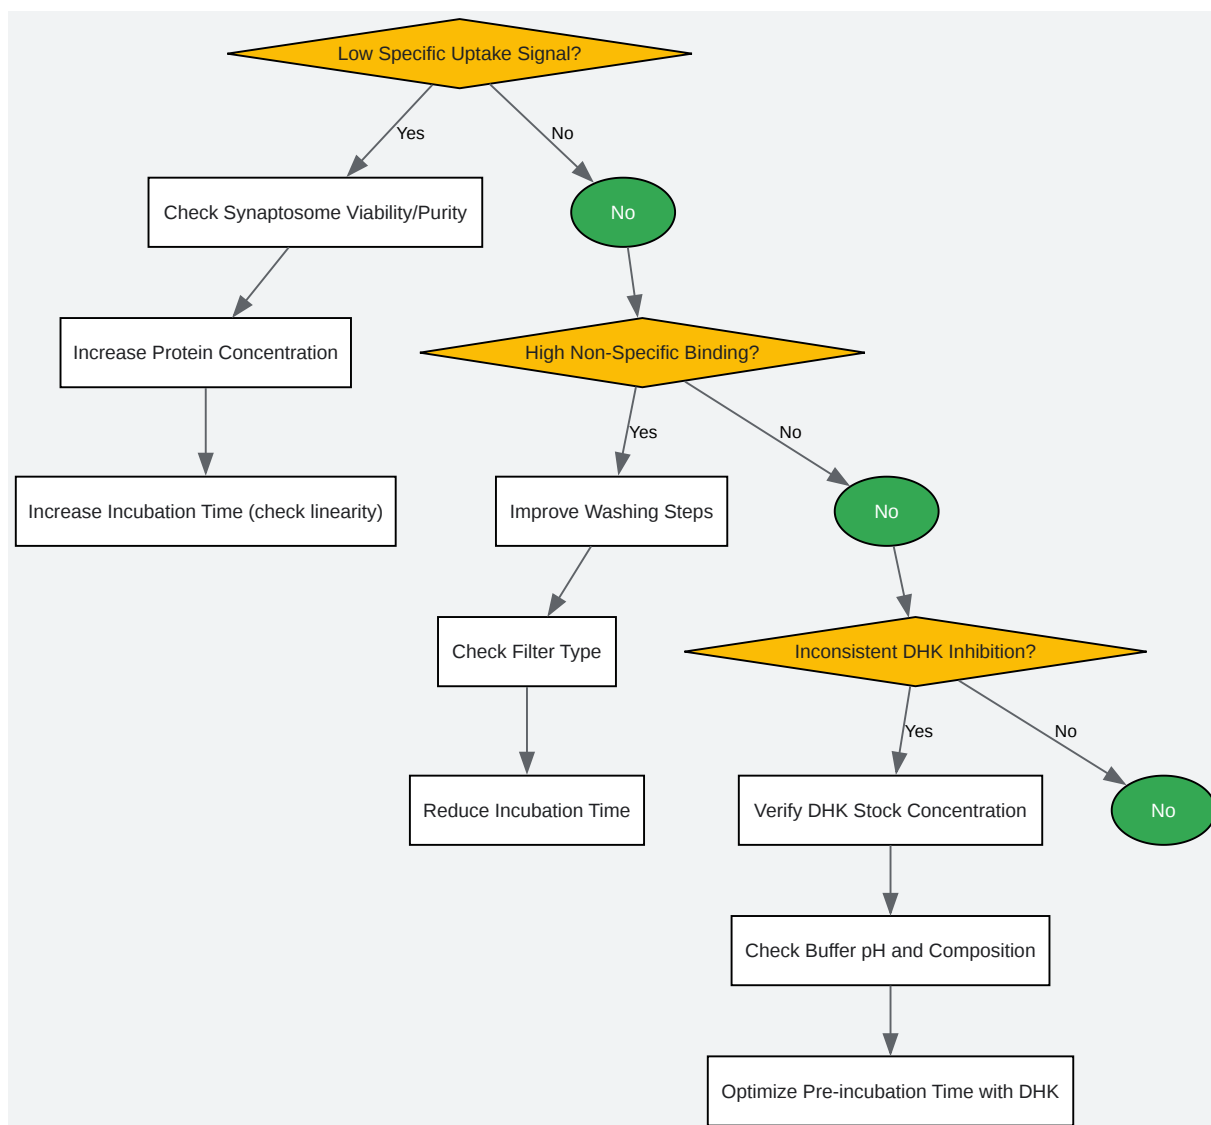 Low Specific Uptake Signal?
Yes
No
Check Synaptosome Viability/Purity
No
Increase Protein Concentration
High Non-Specific Binding?
Yes
No
Increase Incubation Time (check linearity)
Improve Washing Steps
No
Check Filter Type
Inconsistent DHK Inhibition?
Yes
No
Reduce Incubation Time
Verify DHK Stock Concentration
No
Check Buffer pH and Composition
Optimize Pre-incubation Time with DHK